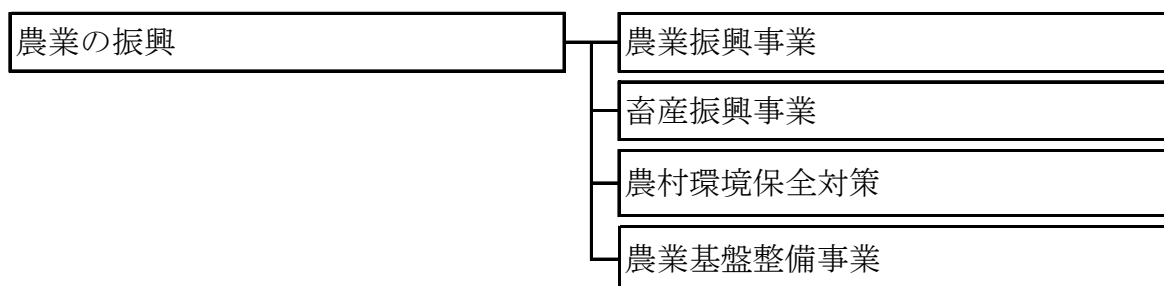 農業の振興
農業振興事業
畜産振興事業
農村環境保全対策
農業基盤整備事業